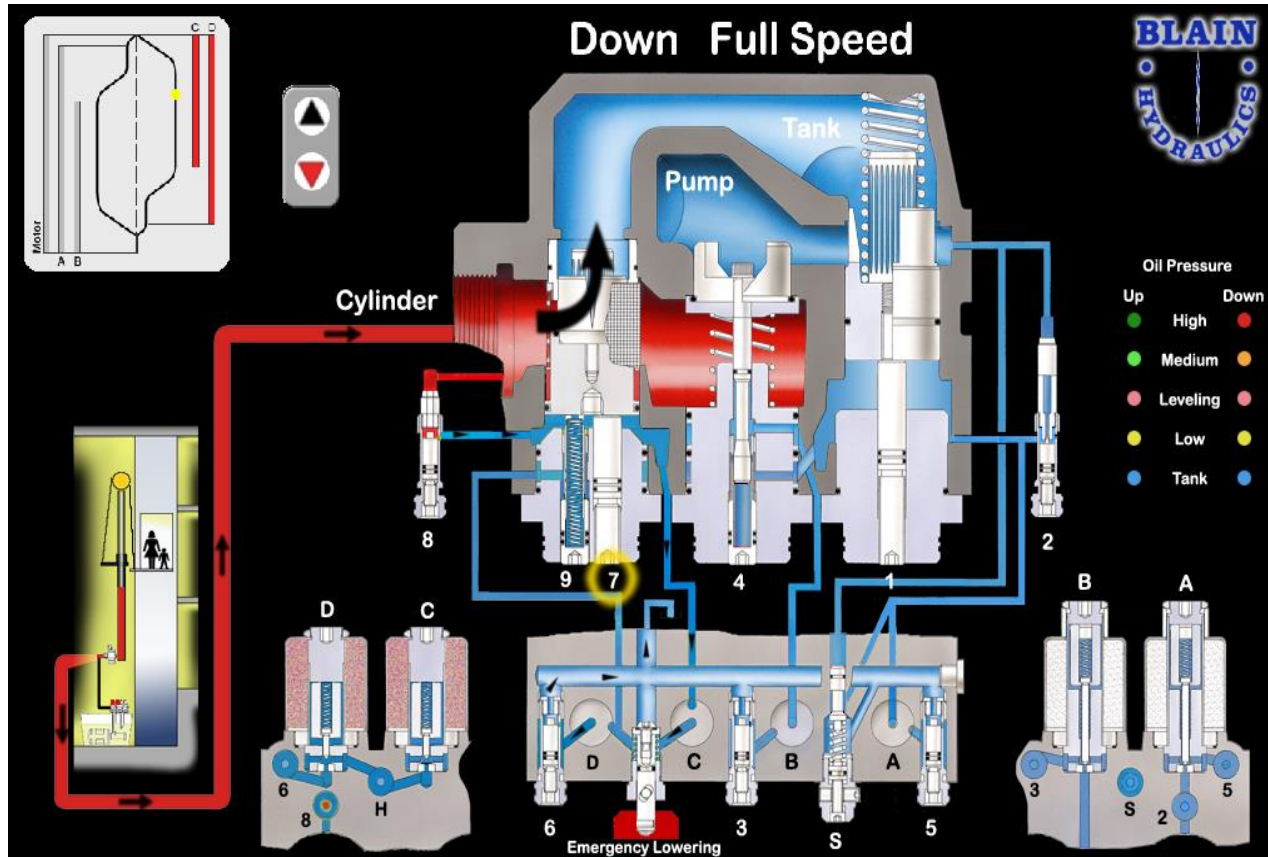 C D
Down Full Speed
BLAIN
HYDRAULICS
Tank
Pump
Cylinder
Motor
A B
Oil Pressure
Up Down
High
Medium
Leveling
Low
Tank
8
2
9 7 4 1
D C
B A
D C B A
6 H
8
6 3 S 5
Emergency Lowering
3 S 2 5